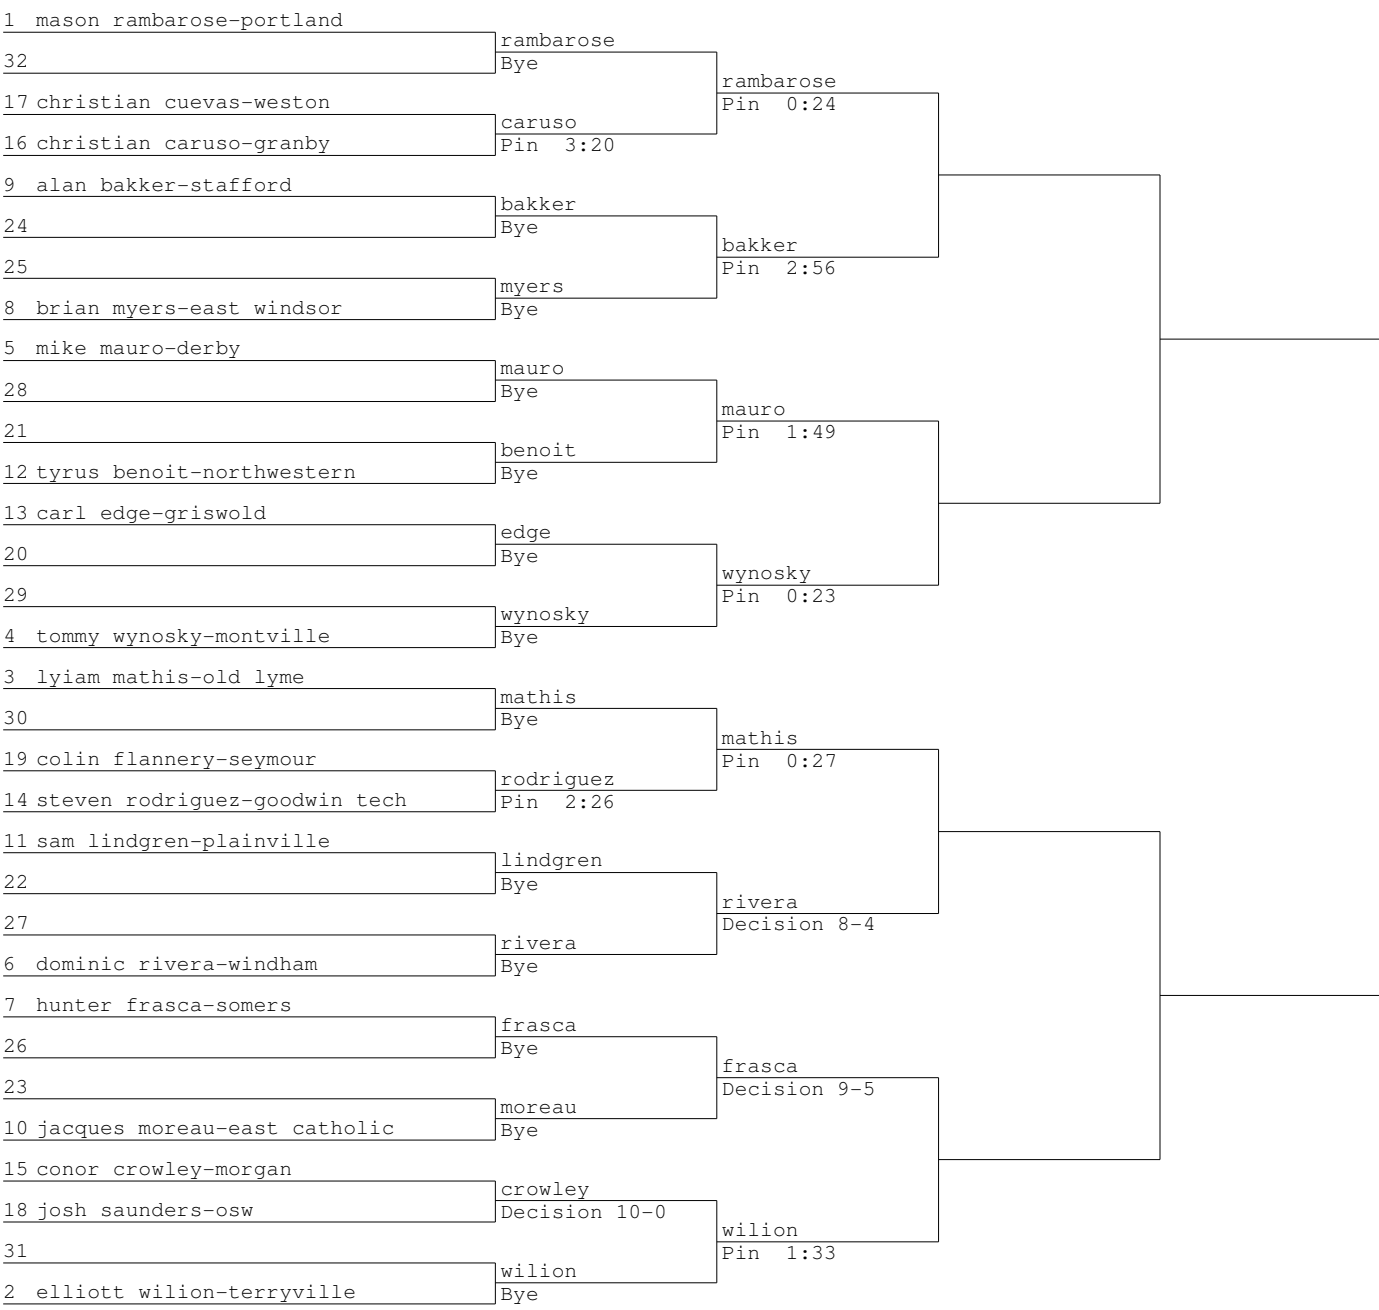 1 mason rambarose-portland
rambarose
32
Bye
rambarose
17 christian cuevas-weston
Pin 0:24
caruso
16 christian caruso-granby
Pin 3:20
9 alan bakker-stafford
bakker
24
Bye
bakker
25
Pin 2:56
myers
8 brian myers-east windsor
Bye
5 mike mauro-derby
mauro
28
Bye
mauro
21
Pin 1:49
benoit
12 tyrus benoit-northwestern
Bye
13 carl edge-griswold
edge
20
Bye
wynosky
29
Pin 0:23
wynosky
4 tommy wynosky-montville
Bye
3 lyiam mathis-old lyme
mathis
30
Bye
mathis
19 colin flannery-seymour
Pin 0:27
rodriguez
14 steven rodriguez-goodwin tech
Pin 2:26
11 sam lindgren-plainville
lindgren
22
Bye
rivera
27
Decision 8-4
rivera
6 dominic rivera-windham
Bye
7 hunter frasca-somers
frasca
26
Bye
frasca
23
Decision 9-5
moreau
10 jacques moreau-east catholic
Bye
15 conor crowley-morgan
crowley
18 josh saunders-osw
Decision 10-0
wilion
31
Pin 1:33
wilion
2 elliott wilion-terryville
Bye